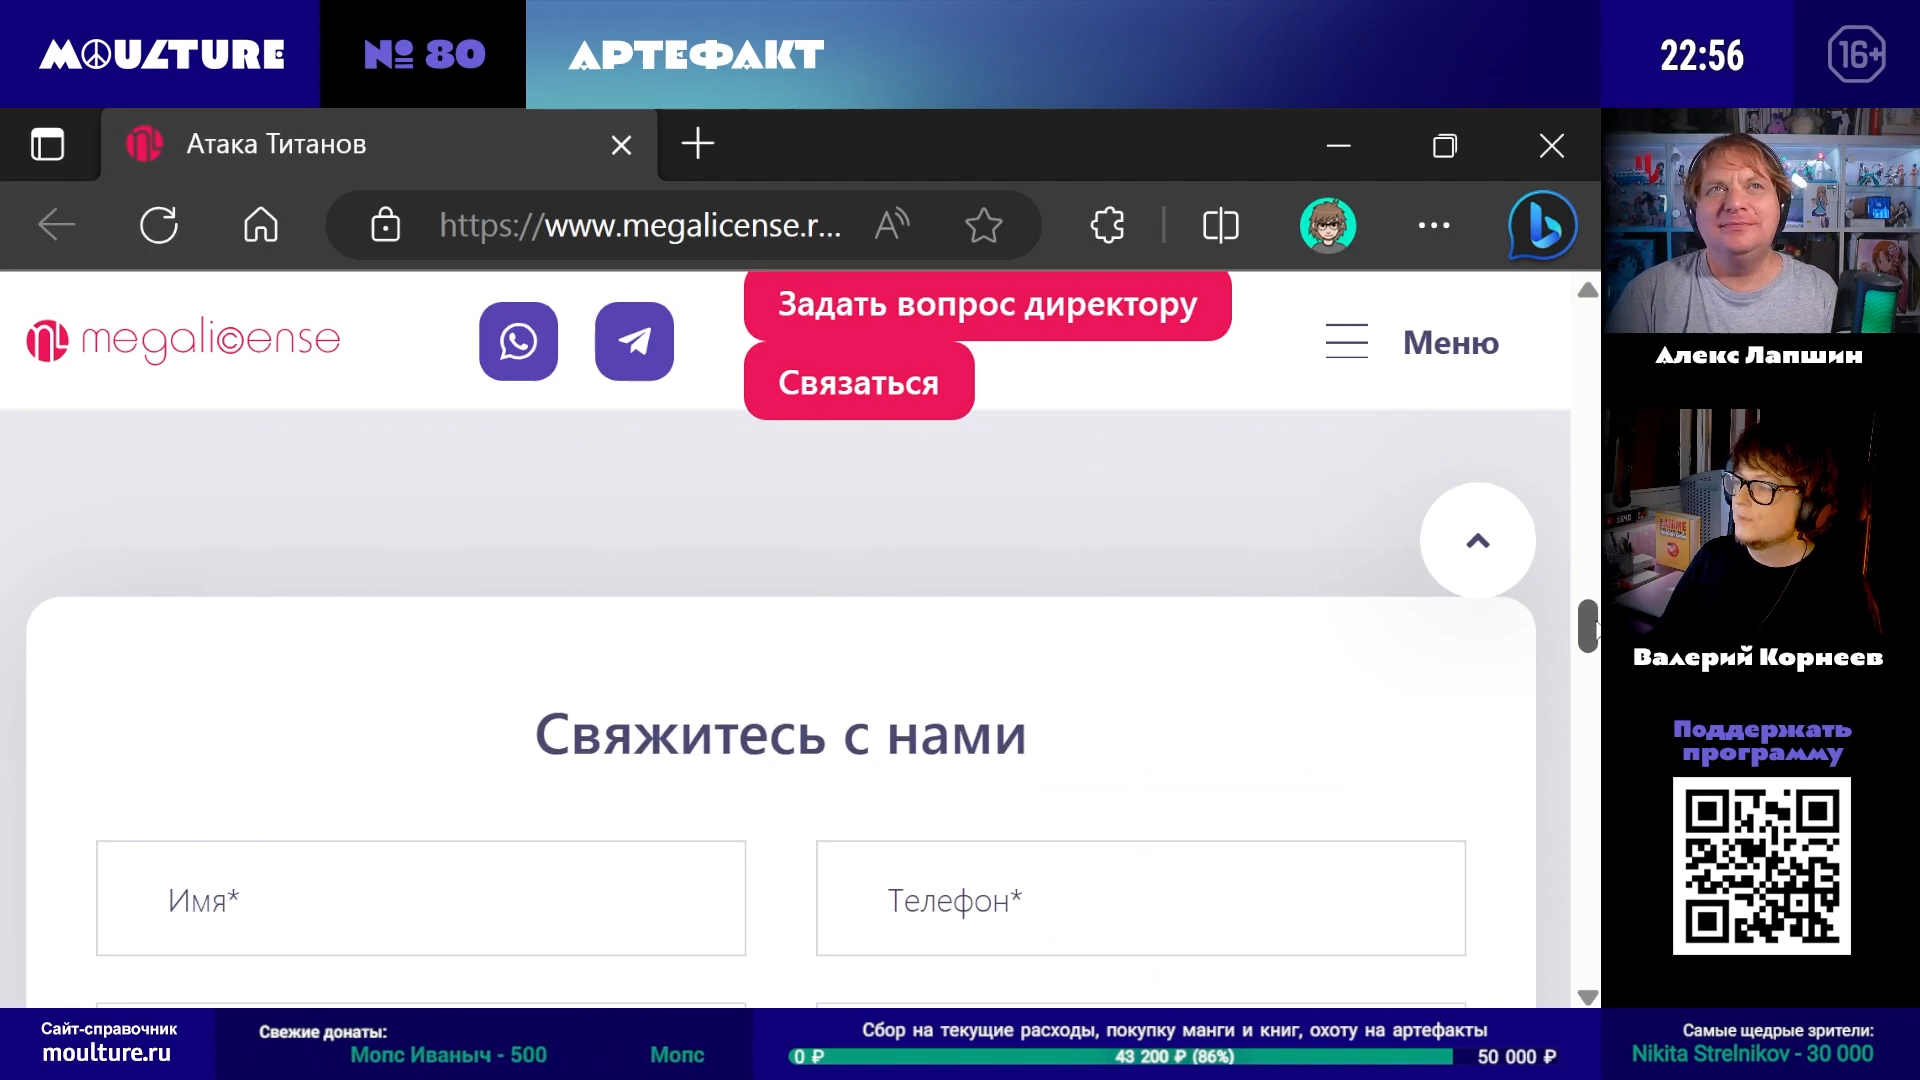 MOULTURE
№ 80
АРТЕФАКТ
22:56
16+
Атака Титанов
https://www.megalicense.r...
megalicense
Задать вопрос директору
Связаться
Меню
Алекс Лапшин
Свяжитесь с нами
Имя*
Телефон*
Валерий Корнеев
Поддержать
программу
Сайт-справочник
moulture.ru
Свежие донаты:
Мопс Иваныч - 500
Мопс
Сбор на текущие расходы, покупку манги и книг, охоту на артефакты
0 ₽
43 200 ₽ (86%)
50 000 ₽
Самые щедрые зрители:
Nikita Strelnikov - 30 000